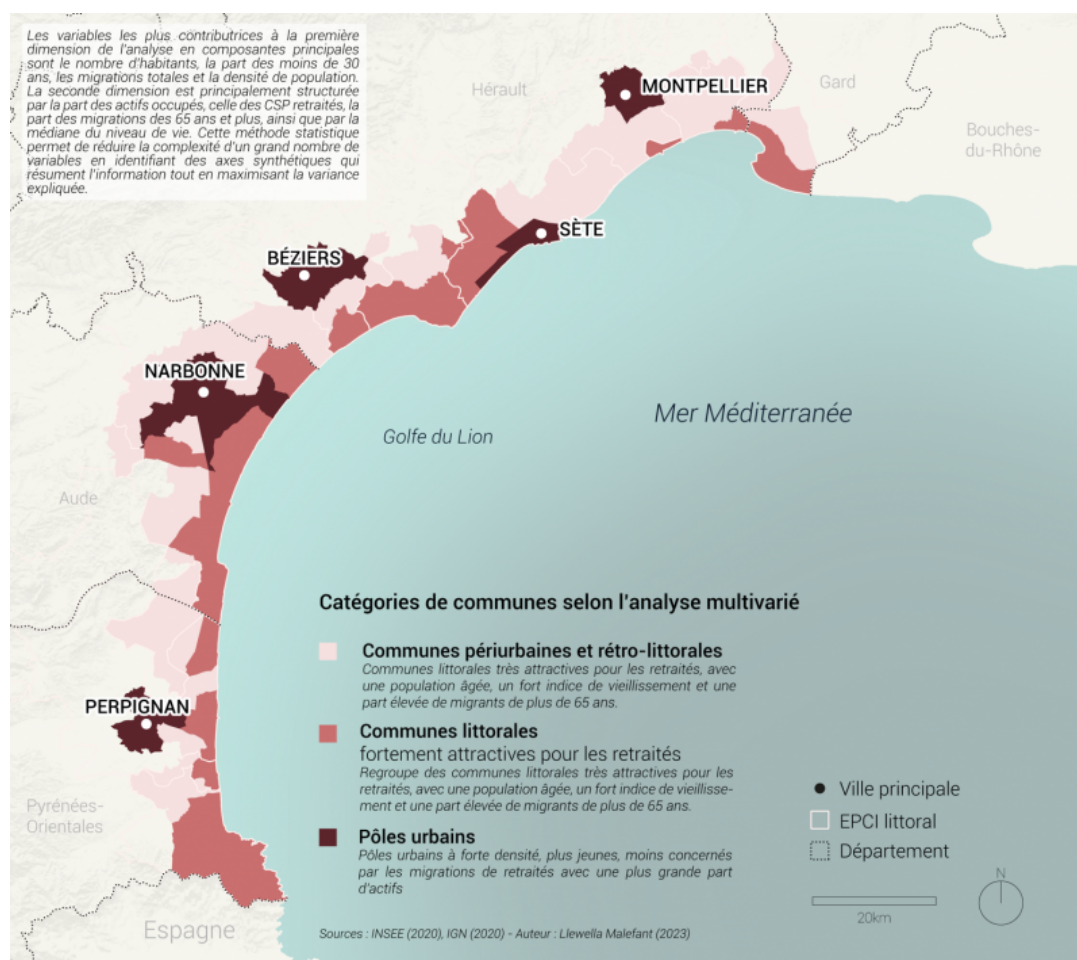 Les variables les plus contributrices à la première
dimension de l'analyse en composantes principales
sont le nombre d'habitants, la part des moins de 30
ans, les migrations totales et la densité de population.
La seconde dimension est principalement structurée
par la part des actifs occupés, celle des CSP retraités, la
part des migrations des 65 ans et plus, ainsi que par la
médiane du niveau de vie. Cette méthode statistique
permet de réduire la complexité d'un grand nombre de
variables en identifiant des axes synthétiques qui
résument l'information tout en maximisant la variance
expliquée.
Hérault
MONTPELLIER
Gard
Bouches-
du-Rhône
SÈTE
BÉZIERS
NARBONNE
Mer Méditerranée
Golfe du Lion
Aude
Catégories de communes selon l'analyse multivarié
Communes périurbaines et rétro-littorales
Communes littorales très attractives pour les retraités, avec
une population âgée, un fort indice de vieillissement et une
part élevée de migrants de plus de 65 ans.
PERPIGNAN
Communes littorales
fortement attractives pour les retraités
Regroupe des communes littorales très attractives pour les
retraités, avec une population âgée, un fort indice de vieillisse-
ment et une part élevée de migrants de plus de 65 ans.
Pyrénées-
Orientales
Pôles urbains
Pôles urbains à forte densité, plus jeunes, moins concernés
par les migrations de retraités avec une plus grande part
d'actifs
Ville principale
EPCI littoral
Département
N
20km
Espagne
Sources : INSEE (2020), IGN (2020) - Auteur : Llewella Malefant (2023)